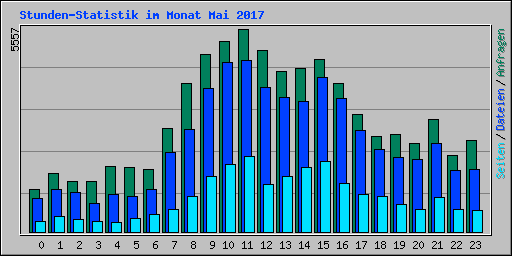 Stunden-Statistik im Monat Mai 2017
5557
Seiten / Dateien / Anfragen
0 1 2 3 4 5 6 7 8 9 10 11 12 13 14 15 16 17 18 19 20 21 22 23